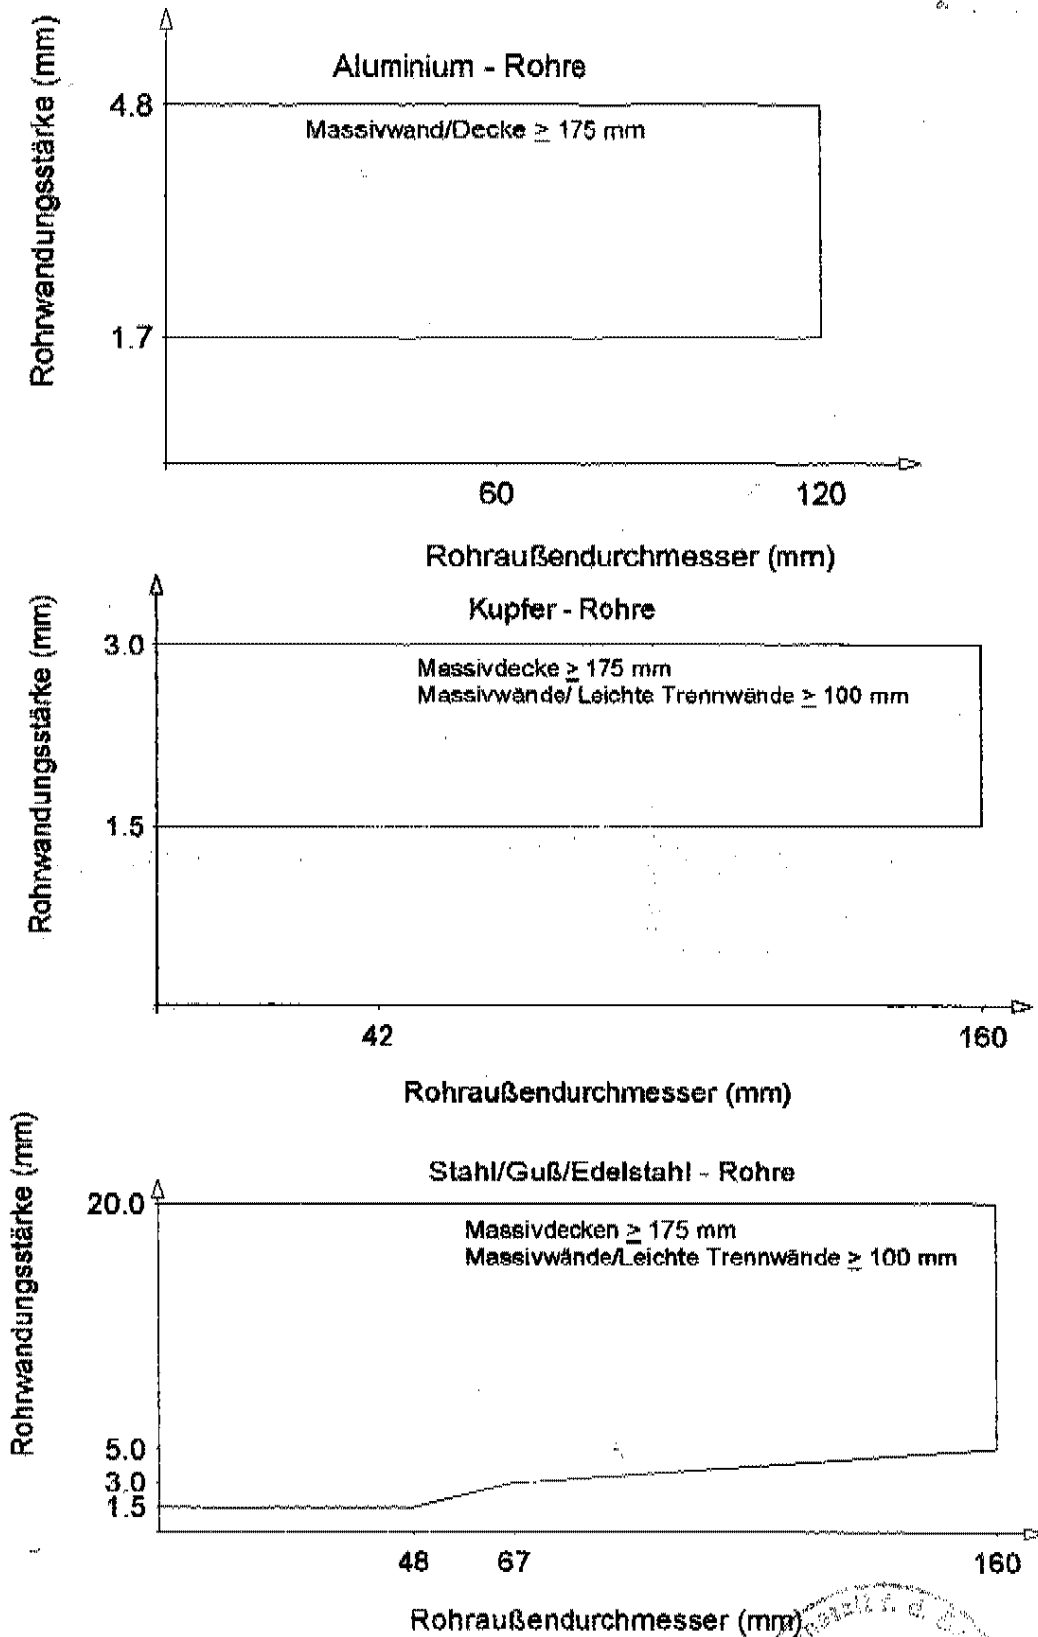 Aluminium - Rohre
Rohrwandungsstärke (mm)
4.8
Massivwand/Decke ≥ 175 mm
1.7
60
120
Rohraußendurchmesser (mm)
Kupfer - Rohre
Rohrwandungsstärke (mm)
3.0
Massivdecke ≥ 175 mm
Massivwände/ Leichte Trennwände ≥ 100 mm
1.5
42
160
Rohraußendurchmesser (mm)
Stahl/Guß/Edelstahl - Rohre
Rohrwandungsstärke (mm)
20.0
Massivdecken ≥ 175 mm
Massivwände/Leichte Trennwände ≥ 100 mm
5.0
3.0
1.5
48
67
160
Rohraußendurchmesser (mm)
f. d.